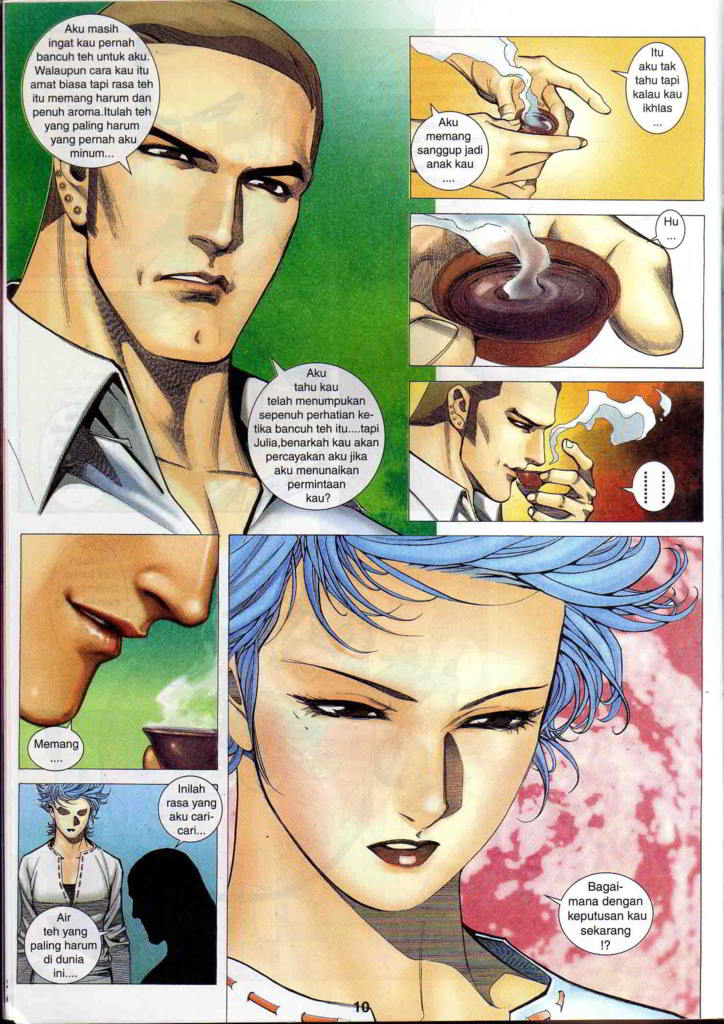 Aku masih
ingat kau pernah
bancuh teh untuk aku.
Walaupun cara kau itu
amat biasa tapi rasa teh
itu memang harum dan
penuh aroma.Itulah teh
yang paling harum
yang pernah aku
minum...
Aku
tahu kau
telah menumpukan
sepenuh perhatian ke-
tika bancuh teh itu....tapi
Julia,benarkah kau akan
percayakan aku jika
aku menunaikan
permintaan
kau?
Itu
aku tak
tahu tapi
kalau kau
ikhlas
...
Aku
memang
sanggup jadi
anak kau
....
Hu
...
Memang
....
Inilah
rasa yang
aku cari-
cari...
Air
teh yang
paling harum
di dunia
ini....
Bagai-
mana dengan
keputusan kau
sekarang
!?
10